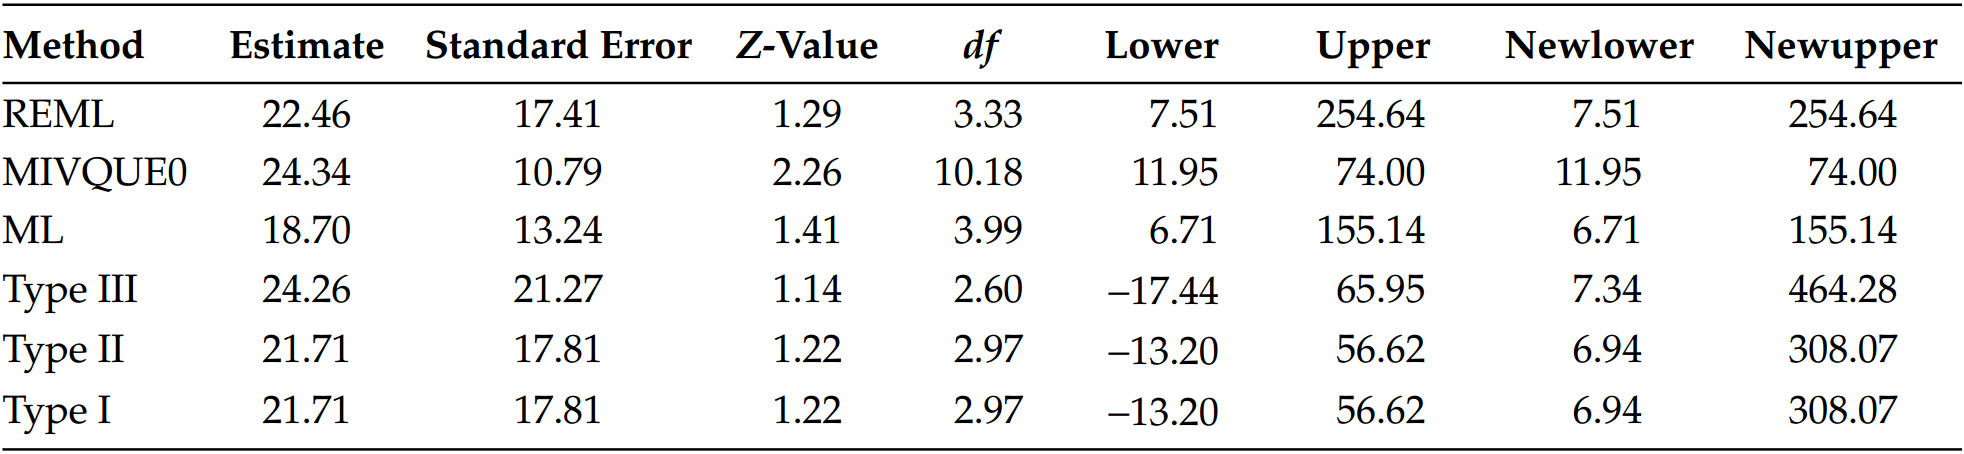 Method Estimate Standard Error Z-Value df Lower Upper Newlower Newupper
REML 22.46 17.41 1.29 3.33 7.51 254.64 7.51 254.64
MIVQUE0 24.34 10.79 2.26 10.18 11.95 74.00 11.95 74.00
ML 18.70 13.24 1.41 3.99 6.71 155.14 6.71 155.14
Type III 24.26 21.27 1.14 2.60 –17.44 65.95 7.34 464.28
Type II 21.71 17.81 1.22 2.97 –13.20 56.62 6.94 308.07
Type I 21.71 17.81 1.22 2.97 –13.20 56.62 6.94 308.07